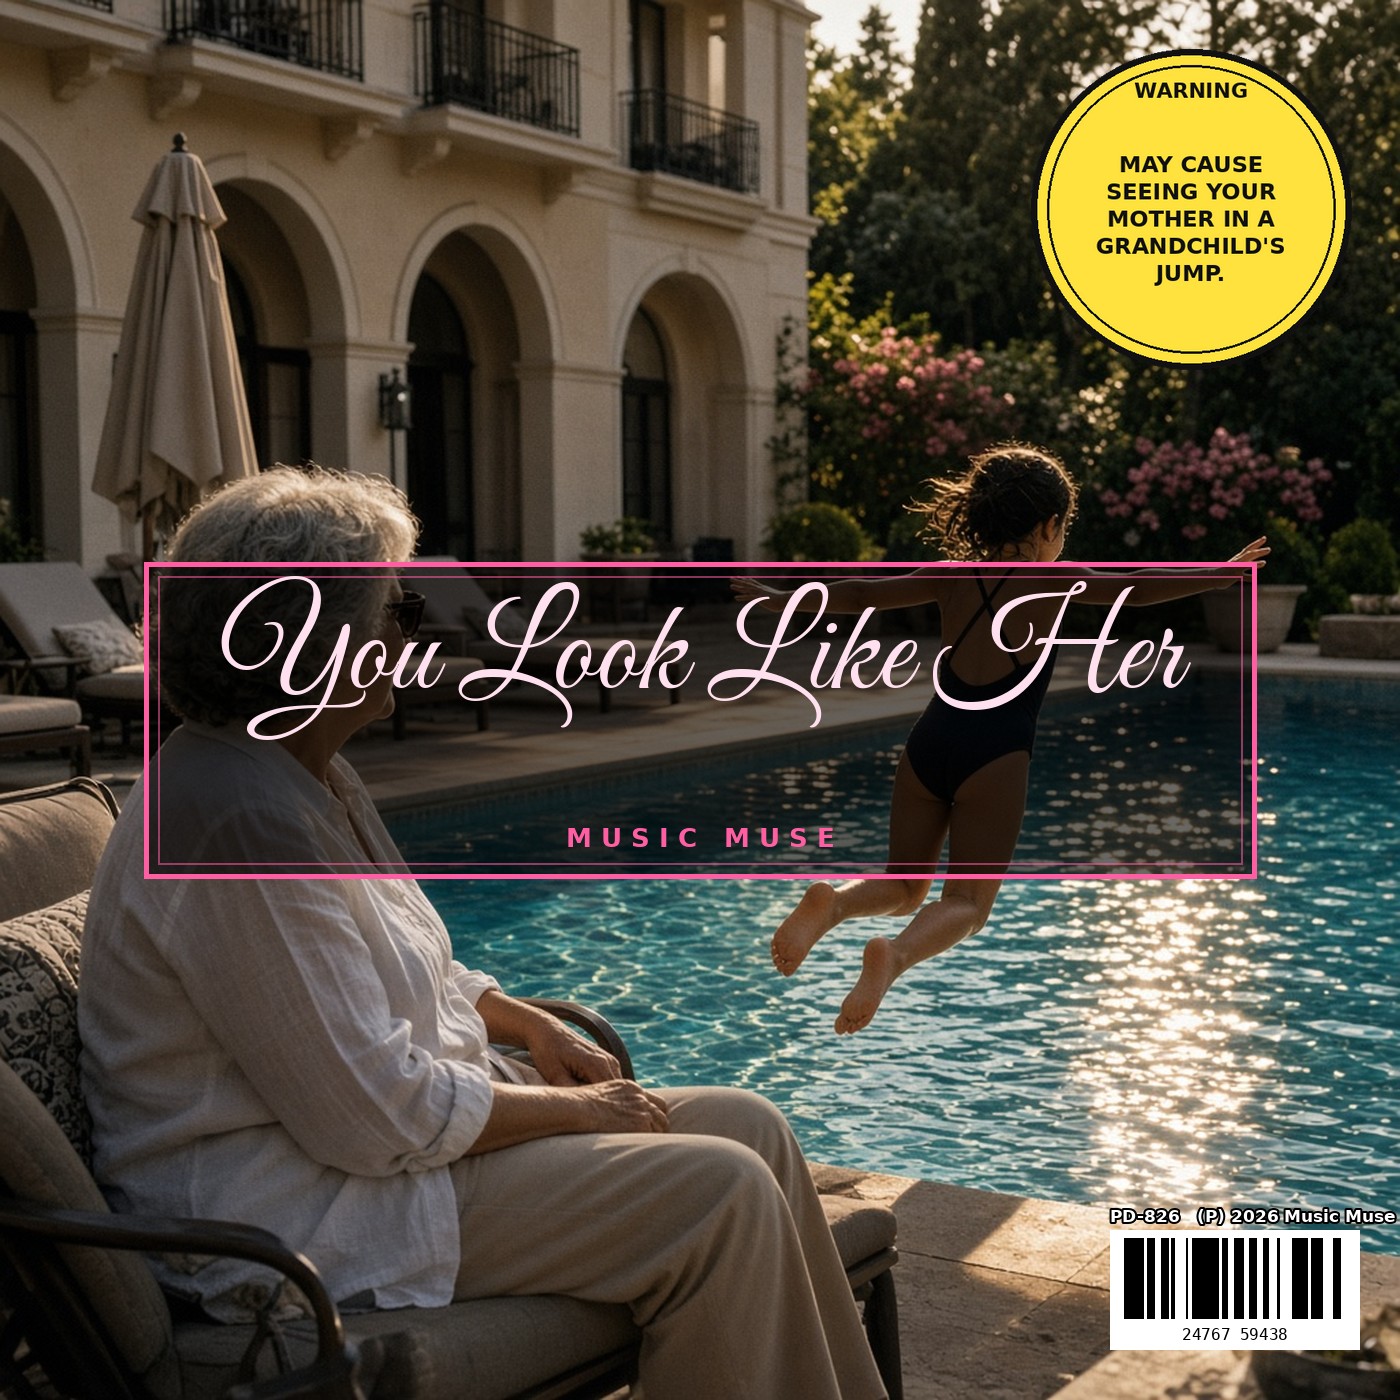 WARNING
MAY CAUSE
SEEING YOUR
MOTHER IN A
GRANDCHILD'S
JUMP.
You Look Like Her
MUSIC MUSE
PD-826 (P) 2026 Music Muse
24767 59438